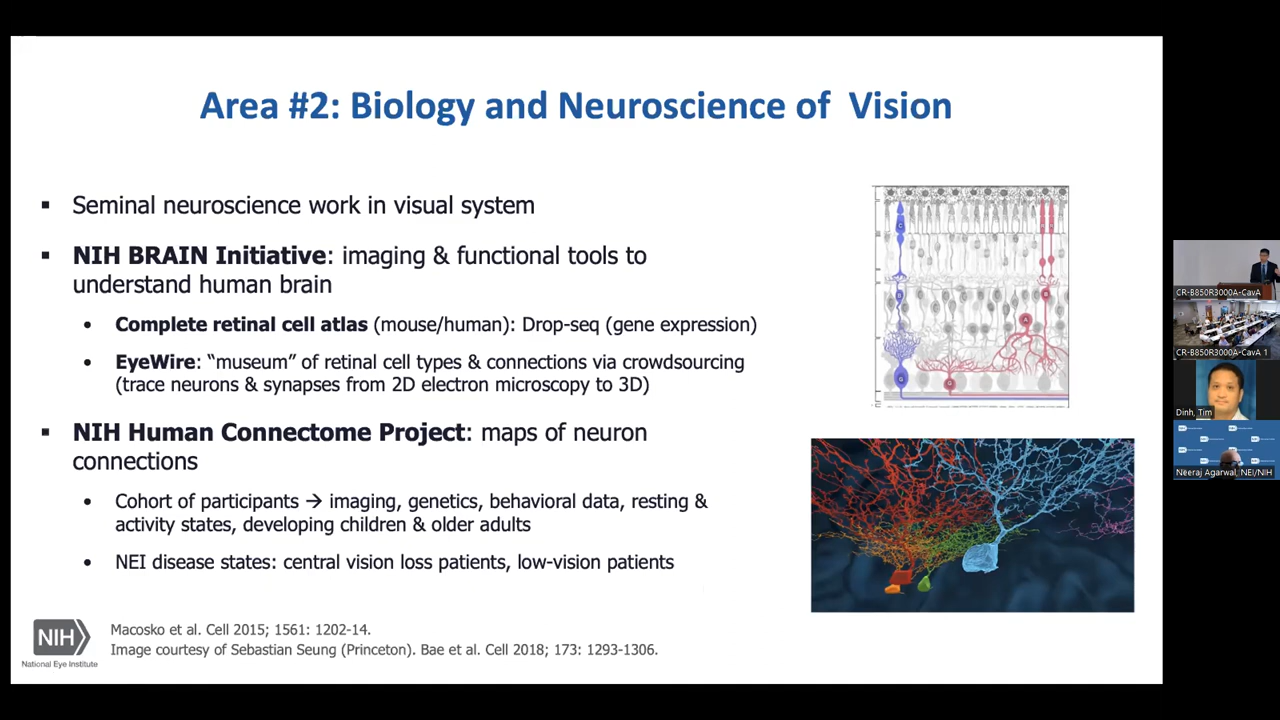 Area #2: Biology and Neuroscience of Vision
▪ Seminal neuroscience work in visual system
▪ NIH BRAIN Initiative: imaging & functional tools to
understand human brain
• Complete retinal cell atlas (mouse/human): Drop-seq (gene expression)
• EyeWire: “museum” of retinal cell types & connections via crowdsourcing
(trace neurons & synapses from 2D electron microscopy to 3D)
▪ NIH Human Connectome Project: maps of neuron
connections
• Cohort of participants → imaging, genetics, behavioral data, resting &
activity states, developing children & older adults
• NEI disease states: central vision loss patients, low-vision patients
NIH
National Eye Institute
Macosko et al. Cell 2015; 1561: 1202-14.
Image courtesy of Sebastian Seung (Princeton). Bae et al. Cell 2018; 173: 1293-1306.
CR-B850R3000A-CavA
CR-B850R3000A-CavA 1
Dinh, Tim
Neeraj Agarwal, NEI/NIH